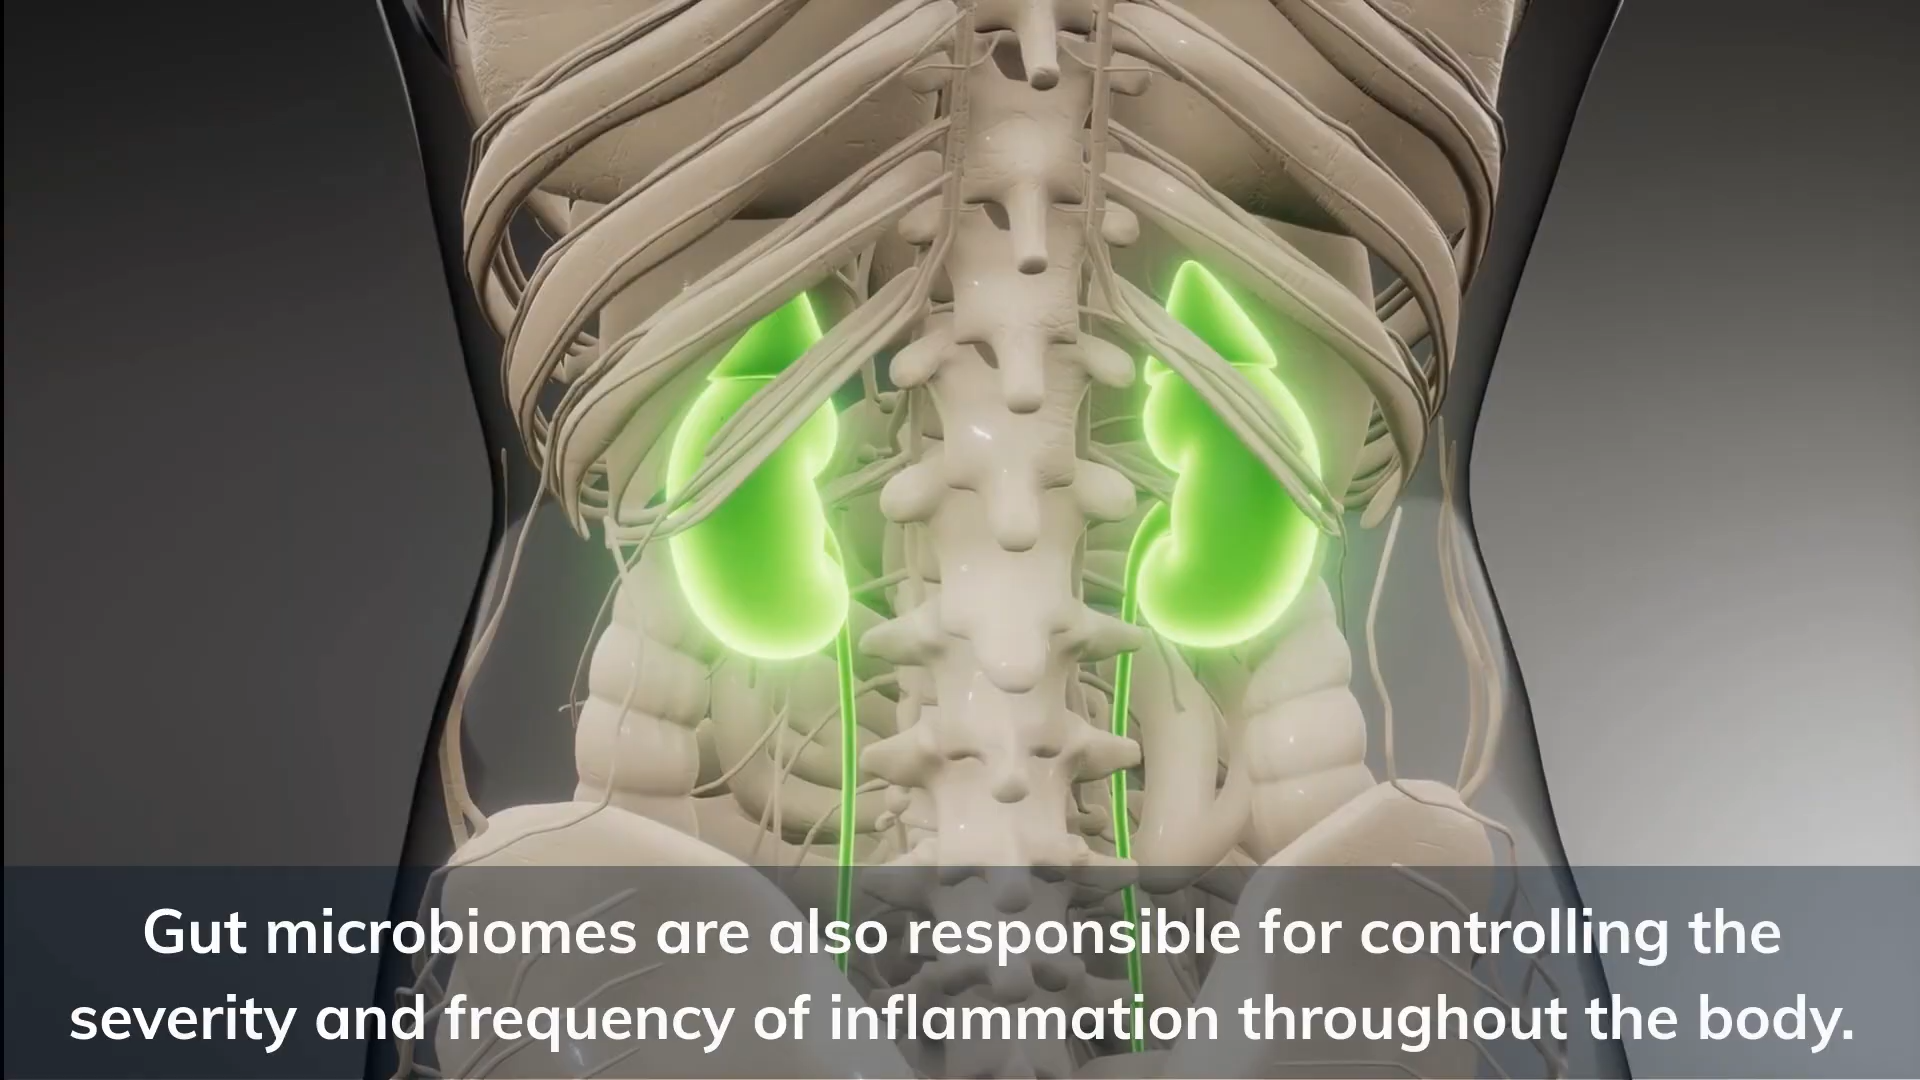 Gut microbiomes are also responsible for controlling the
severity and frequency of inflammation throughout the body.